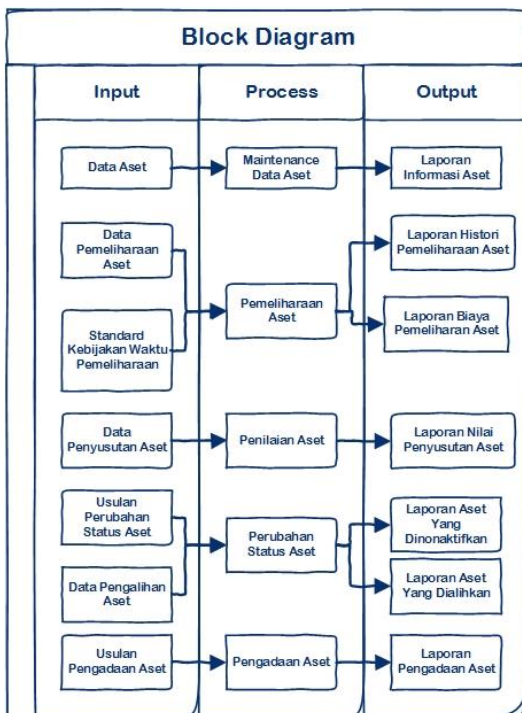 Block Diagram
Input
Process
Output
Data Aset
Maintenance
Data Aset
Laporan
Informasi Aset
Data
Pemeliharaan
Aset
Standard
Kebijakan Waktu
Pemeliharaan
Pemeliharaan
Aset
Laporan Histori
Pemeliharaan Aset
Laporan Biaya
Pemeliharan Aset
Data
Penyusutan Aset
Penilaian Aset
Laporan Nilai
Penyusutan Aset
Usulan
Perubahan
Status Aset
Data Pengalihan
Aset
Perubahan
Status Aset
Laporan Aset
Yang
Dinonaktifkan
Laporan Aset
Yang Dialihkan
Usulan
Pengadaan Aset
Pengadaan Aset
Laporan
Pengadaan Aset